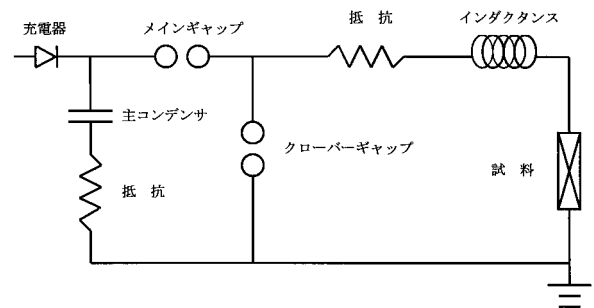 抵 抗
インダクタンス
充電器
メインギャップ
主コンデンサ
クローバーギャップ
試 料
抵 抗